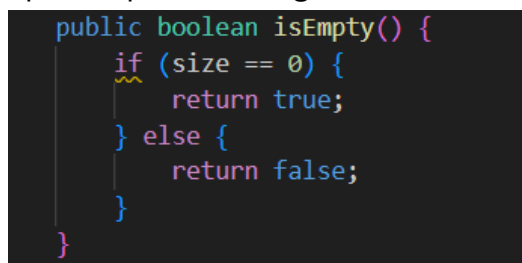 public boolean isEmpty() {
    if (size == 0) {
        return true;
    } else {
        return false;
    }
}